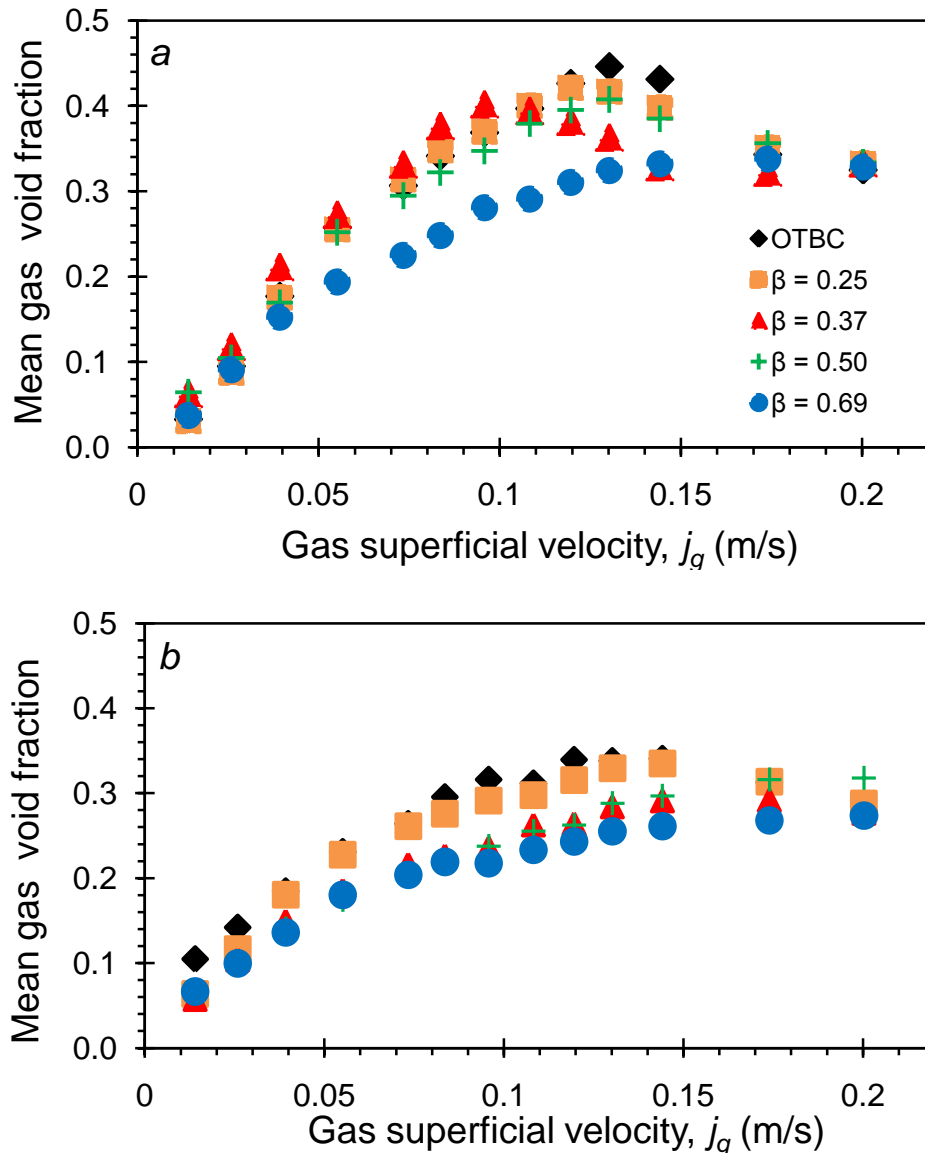 a
0.5
0.4
0.3
0.2
0.1
0.0
Mean gas void fraction
OTBC
β = 0.25
β = 0.37
β = 0.50
β = 0.69
0 0.05 0.1 0.15 0.2
Gas superficial velocity, jg (m/s)
b
0.5
0.4
0.3
0.2
0.1
0.0
Mean gas void fraction
0 0.05 0.1 0.15 0.2
Gas superficial velocity, jg (m/s)